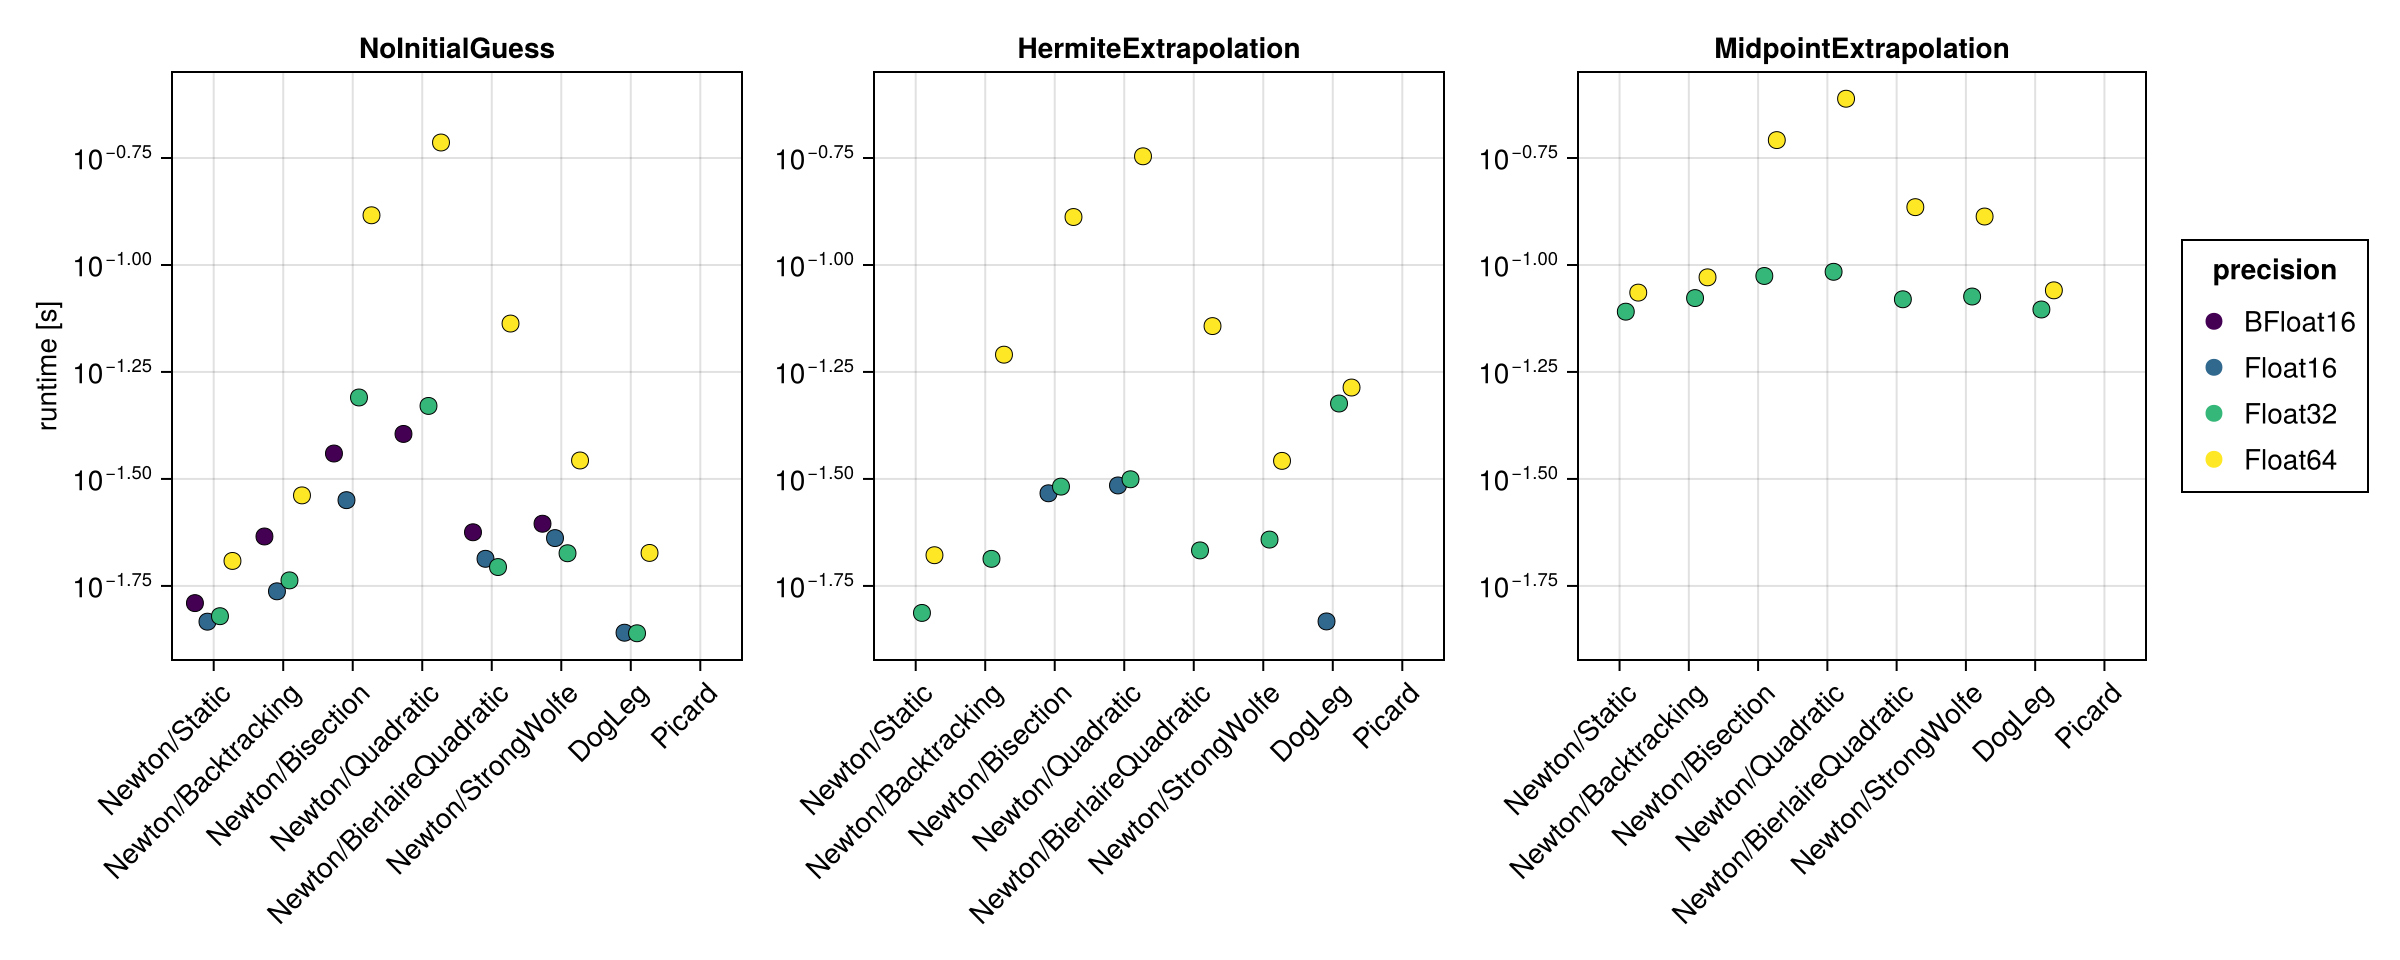 NoInitialGuess
HermiteExtrapolation
MidpointExtrapolation
runtime [s]
10^−0.75
10^−1.00
10^−1.25
10^−1.50
10^−1.75
10^−0.75
10^−1.00
10^−1.25
10^−1.50
10^−1.75
10^−0.75
10^−1.00
10^−1.25
10^−1.50
10^−1.75
Newton/Static
Newton/Backtracking
Newton/Bisection
Newton/Quadratic
Newton/BierlaireQuadratic
Newton/StrongWolfe
DogLeg
Picard
Newton/Static
Newton/Backtracking
Newton/Bisection
Newton/Quadratic
Newton/BierlaireQuadratic
Newton/StrongWolfe
DogLeg
Picard
Newton/Static
Newton/Backtracking
Newton/Bisection
Newton/Quadratic
Newton/BierlaireQuadratic
Newton/StrongWolfe
DogLeg
Picard
precision
BFloat16
Float16
Float32
Float64